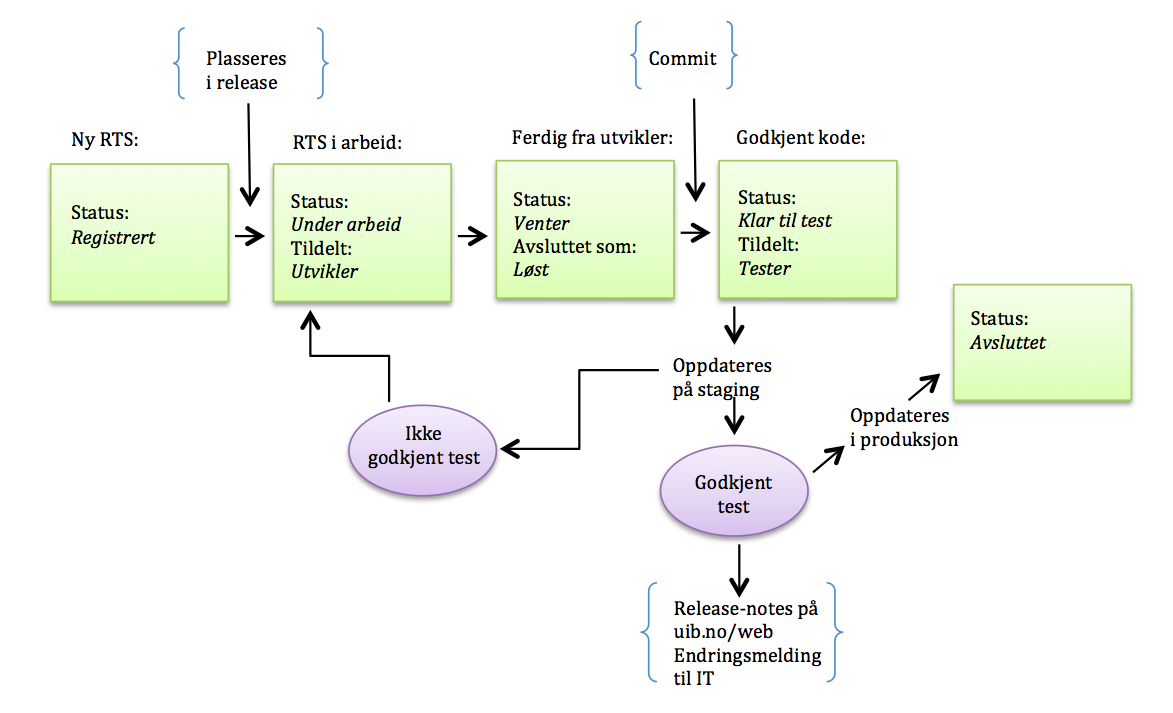 Plasseres
i release
Commit
Ny RTS:
RTS i arbeid:
Ferdig fra utvikler:
Godkjent kode:
Status:
Registrert
Status:
Under arbeid
Tildelt:
Utvikler
Status:
Venter
Avsluttet som:
Løst
Status:
Klar til test
Tildelt:
Tester
Status:
Avsluttet
Oppdateres
på staging
Oppdateres
i produksjon
Ikke
godkjent test
Godkjent
test
Release-notes på
uib.no/web
Endringsmelding
til IT